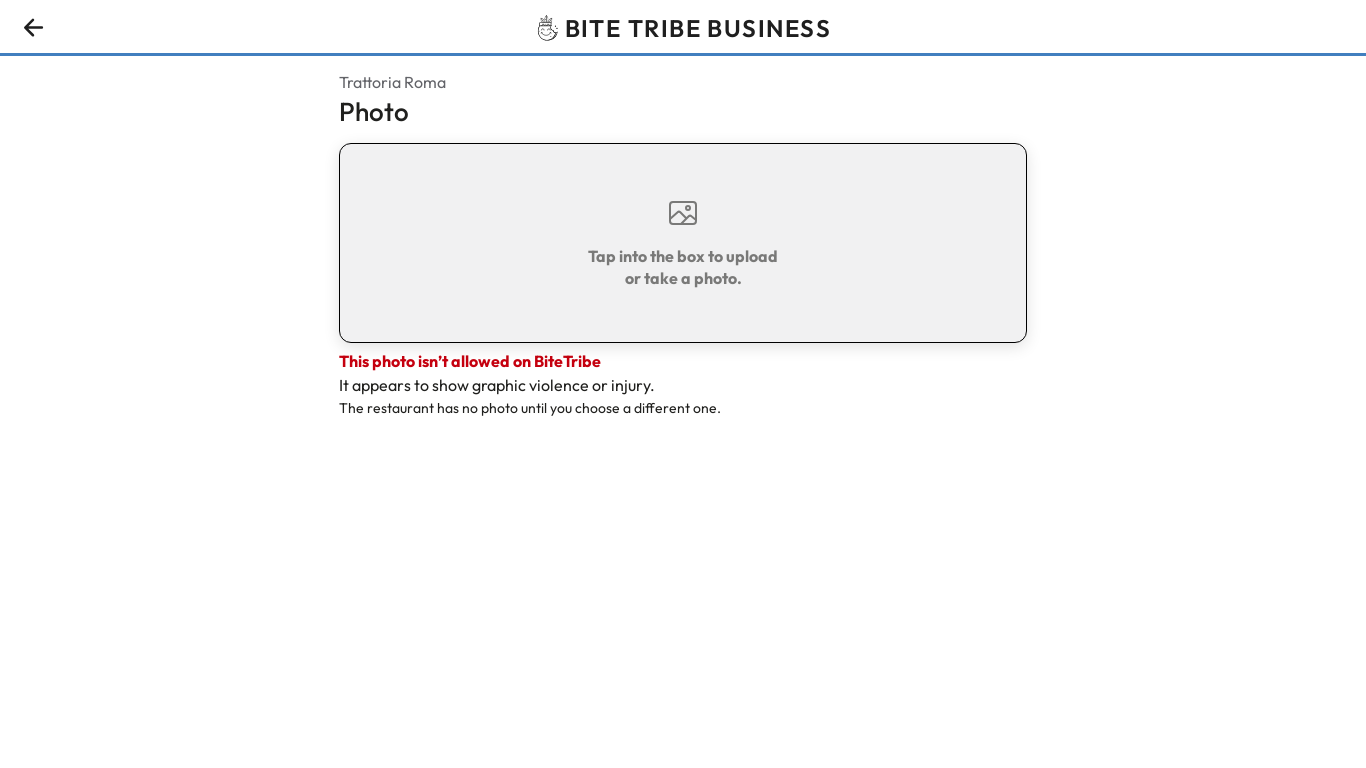 BITE TRIBE BUSINESS
Trattoria Roma
Photo
Tap into the box to upload
or take a photo.
This photo isn’t allowed on BiteTribe
It appears to show graphic violence or injury.
The restaurant has no photo until you choose a different one.